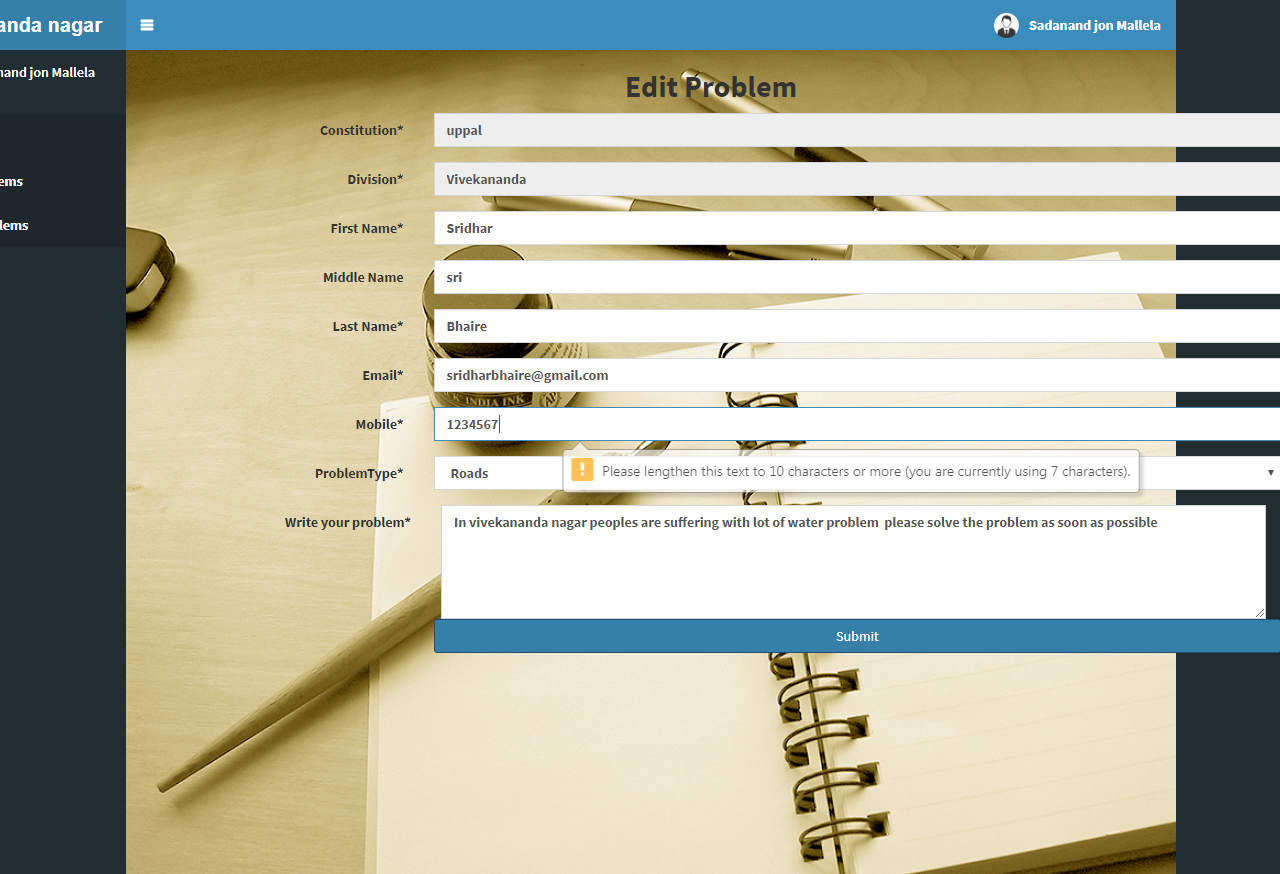 anda nagar
Sadanand jon Mallela
nand jon Mallela
ems
lems
Edit Problem
Constitution* uppal
Division* Vivekananda
First Name* Sridhar
Middle Name sri
Last Name* Bhaire
Email* sridharbhaire@gmail.com
INDIA INK
Mobile* 1234567
Please lengthen this text to 10 characters or more (you are currently using 7 characters).
ProblemType* Roads
Write your problem* In vivekananda nagar peoples are suffering with lot of water problem please solve the problem as soon as possible
Submit